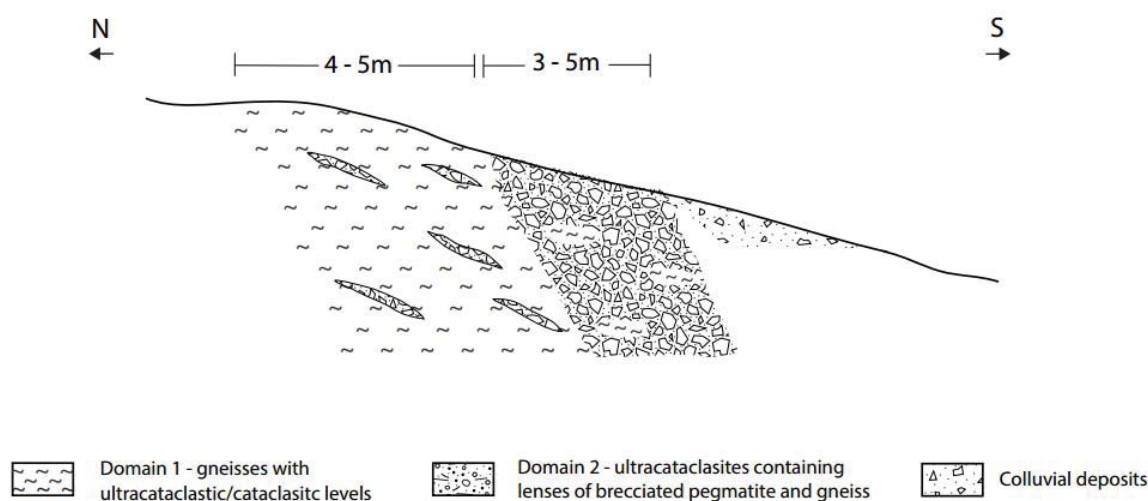 N
S
4 - 5m
3 - 5m
Domain 1 - gneisses with
ultracataclastic/cataclasitc levels
Domain 2 - ultracataclasites containing
lenses of brecciated pegmatite and gneiss
Colluvial deposits